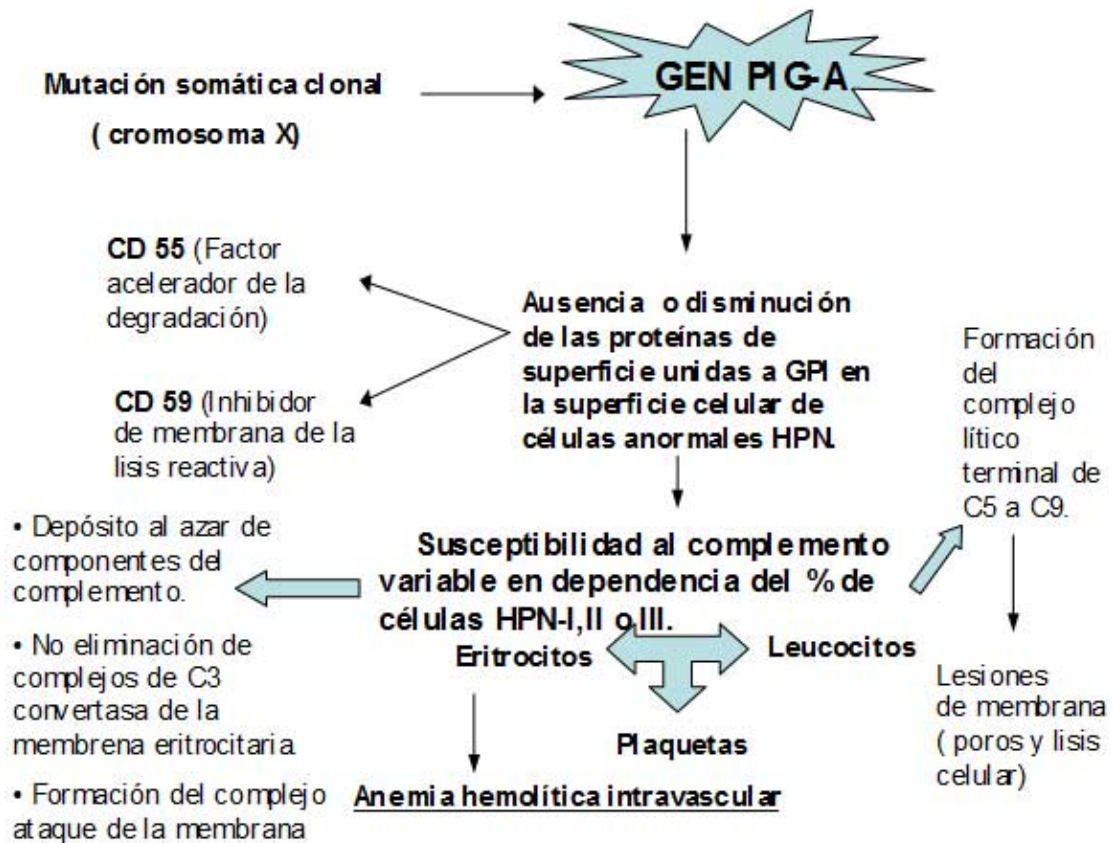 Mutación somática clonal
( cromosoma X)
GEN PIG-A
CD 55 (Factor
acelerador de la
degradación)
CD 59 (Inhibidor
de membrana de la
lisis reactiva)
Ausencia o disminución
de las proteínas de
superficie unidas a GPI en
la superficie celular de
células anormales HPN.
Formación
del
complejo
lítico
terminal de
C5 a C9.
• Depósito al azar de
componentes del
complemento.
• No eliminación de
complejos de C3
convertasa de la
membrena eritrocitaria.
• Formación del complejo
ataque de la membrana
Susceptibilidad al complemento
variable en dependencia del % de
células HPN-I,II o III.
Eritrocitos
Leucocitos
Plaquetas
Anemia hemolítica intravascular
Lesiones
de membrana
( poros y lisis
celular)